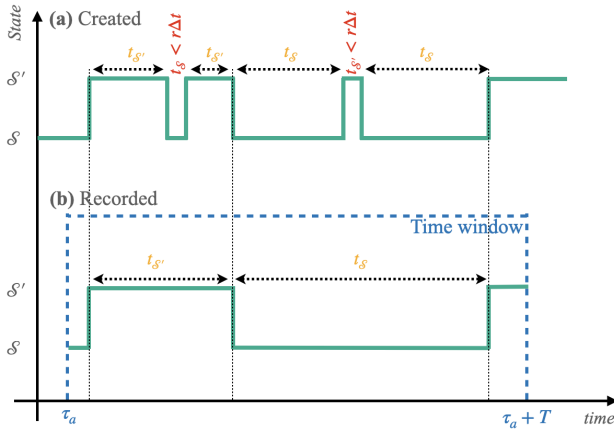 State
(a) Created
t𝒮′ t𝒮 < rΔt t𝒮′ t𝒮 t𝒮′ < rΔt t𝒮
𝒮′
𝒮
(b) Recorded
Time window
t𝒮′ t𝒮
𝒮′
𝒮
τa τa + T time